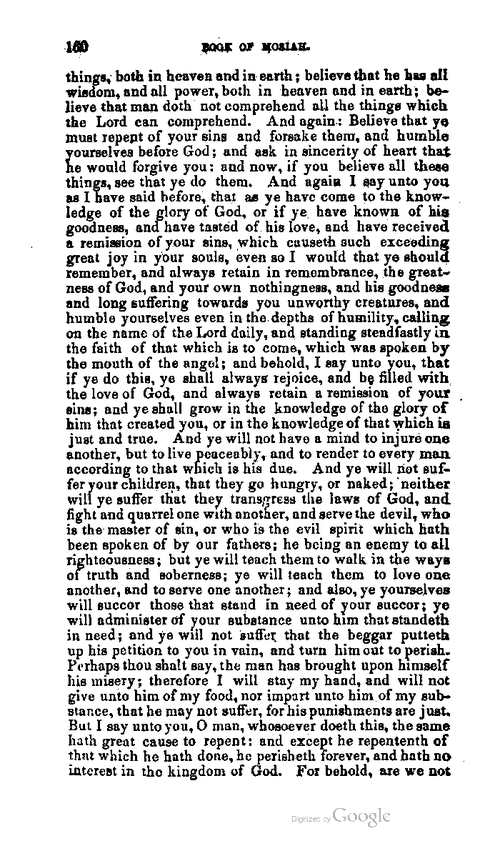 160 BOOK OF MOSIAH.
things, both in heaven and in earth; believe that he has all
wisdom, and all power, both in heaven and in earth; be-
lieve that man doth not comprehend all the things which
the Lord can comprehend. And again: Believe that ye
must repent of your sins and forsake them, and humble
yourselves before God; and ask in sincerity of heart that
he would forgive you: and now, if you believe all these
things, see that ye do them. And again I say unto you
as I have said before, that as ye have come to the know-
ledge of the glory of God, or if ye have known of his
goodness, and have tasted of his love, and have received
a remission of your sins, which causeth such exceeding
great joy in your souls, even so I would that ye should
remember, and always retain in remembrance, the great-
ness of God, and your own nothingness, and his goodness
and long suffering towards you unworthy creatures, and
humble yourselves even in the depths of humility, calling
on the name of the Lord daily, and standing steadfastly in
the faith of that which is to come, which was spoken by
the mouth of the angel; and behold, I say unto you, that
if ye do this, ye shall always rejoice, and be filled with
the love of God, and always retain a remission of your
sins; and ye shall grow in the knowledge of the glory of
him that created you, or in the knowledge of that which is
just and true. And ye will not have a mind to injure one
another, but to live peaceably, and to render to every man
according to that which is his due. And ye will not suf-
fer your children, that they go hungry, or naked; neither
will ye suffer that they transgress the laws of God, and
fight and quarrel one with another, and serve the devil, who
is the master of sin, or who is the evil spirit which hath
been spoken of by our fathers; he being an enemy to all
righteousness; but ye will teach them to walk in the ways
of truth and soberness; ye will teach them to love one
another, and to serve one another; and also, ye yourselves
will succor those that stand in need of your succor; ye
will administer of your substance unto him that standeth
in need; and ye will not suffer that the beggar putteth
up his petition to you in vain, and turn him out to perish.
Perhaps thou shalt say, the man has brought upon himself
his misery; therefore I will stay my hand, and will not
give unto him of my food, nor impart unto him of my sub-
stance, that he may not suffer, for his punishments are just.
But I say unto you, O man, whosoever doeth this, the same
hath great cause to repent: and except he repenteth of
that which he hath done, he perisheth forever, and hath no
interest in the kingdom of God. For behold, are we not
Digitized by Google